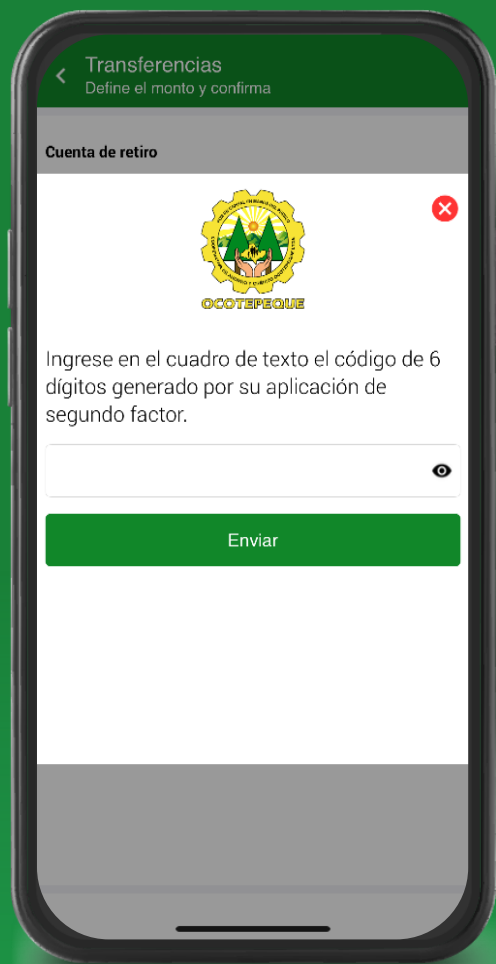 Transferencias
Define el monto y confirma
Cuenta de retiro
OCOTEPEQUE
Ingrese en el cuadro de texto el código de 6
dígitos generado por su aplicación de
segundo factor.
Enviar